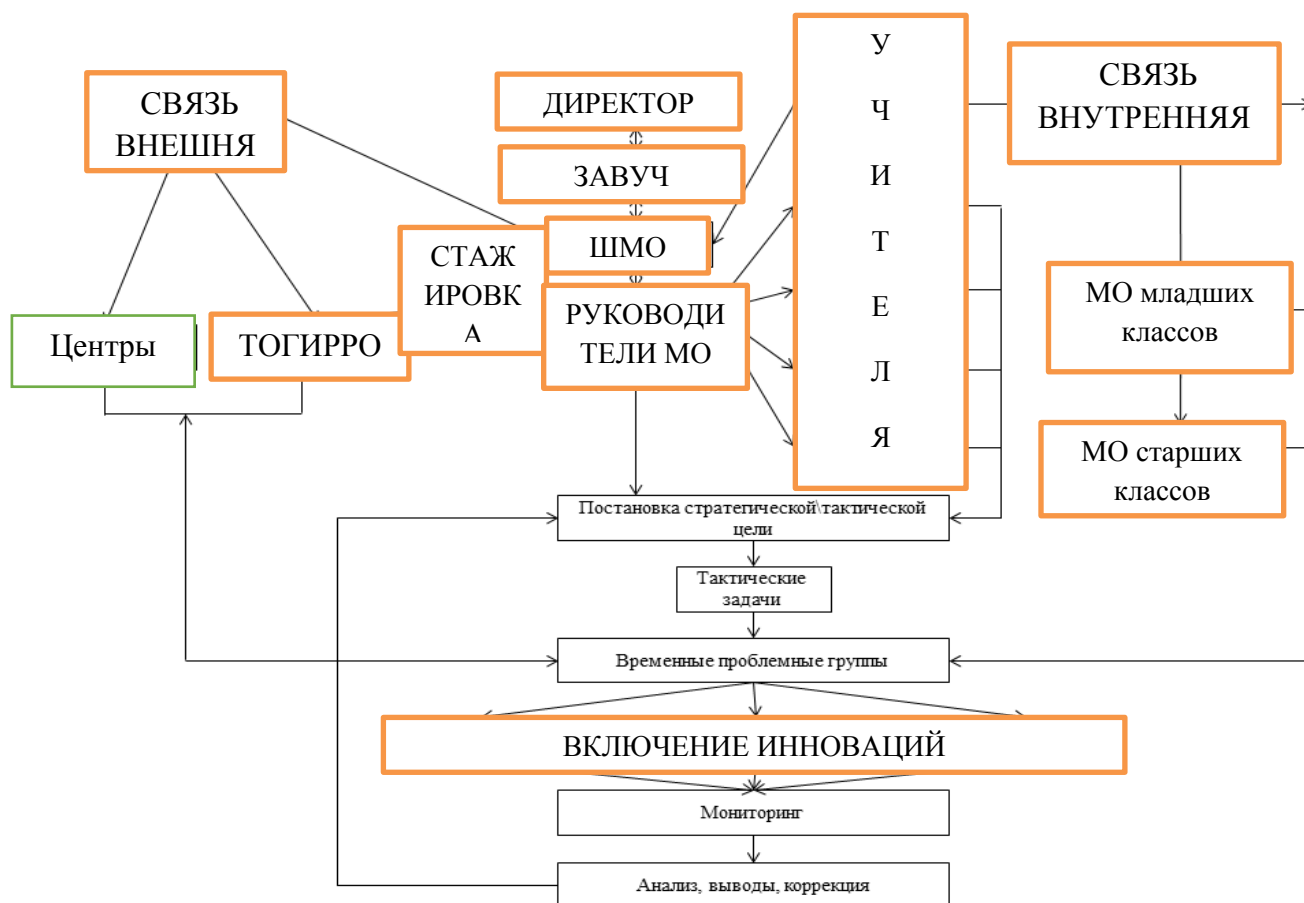 СВЯЗЬ
ВНЕШНЯ
ДИРЕКТОР
ЗАВУЧ
ШМО
СТАЖ
ИРОВК
А
РУКОВОДИ
ТЕЛИ МО
Центры
ТОГИРРО
У
Ч
И
Т
Е
Л
Я
СВЯЗЬ
ВНУТРЕННЯЯ
МО младших
классов
МО старших
классов
Постановка стратегической\тактической
цели
Тактические
задачи
Временные проблемные группы
ВКЛЮЧЕНИЕ ИННОВАЦИЙ
Мониторинг
Анализ, выводы, коррекция